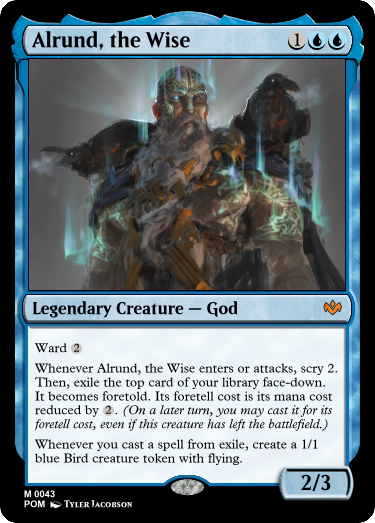 Alrund, the Wise 1UU
Legendary Creature — God
Ward 2
Whenever Alrund, the Wise enters or attacks, scry 2.
Then, exile the top card of your library face-down.
It becomes foretold. Its foretell cost is its mana cost
reduced by 2. (On a later turn, you may cast it for its
foretell cost, even if this creature has left the battlefield.)
Whenever you cast a spell from exile, create a 1/1
blue Bird creature token with flying.
2/3
M 0043
POM Tyler Jacobson